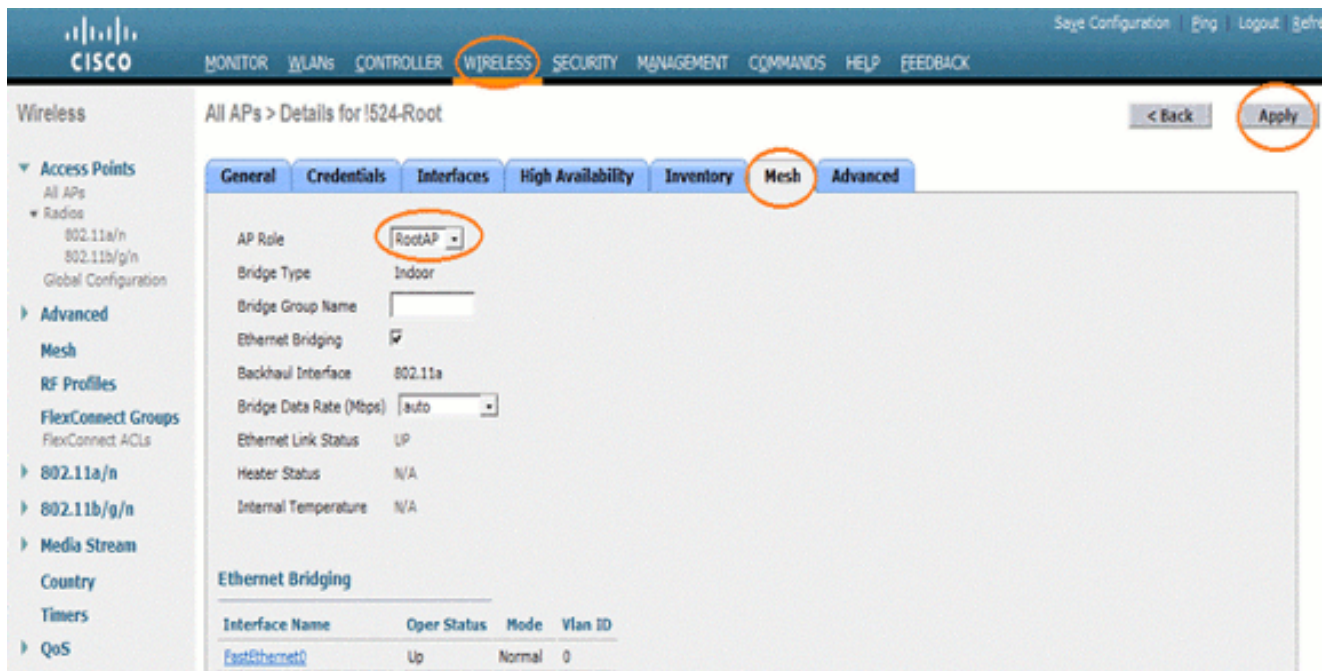 Save Configuration | Ping | Logout | Refre
CISCO
MONITOR WLANs CONTROLLER WIRELESS SECURITY MANAGEMENT COMMANDS HELP FEEDBACK
Wireless
All APs > Details for !524-Root
< Back
Apply
Access Points
All APs
Radios
802.11a/n
802.11b/g/n
Global Configuration
Advanced
Mesh
RF Profiles
FlexConnect Groups
FlexConnect ACLs
802.11a/n
802.11b/g/n
Media Stream
Country
Timers
QoS
General Credentials Interfaces High Availability Inventory Mesh Advanced
AP Role RootAP
Bridge Type Indoor
Bridge Group Name
Ethernet Bridging
Backhaul Interface 802.11a
Bridge Data Rate (Mbps) auto
Ethernet Link Status UP
Heater Status N/A
Internal Temperature N/A
Ethernet Bridging
Interface Name Oper Status Mode Vlan ID
FastEthernet0 Up Normal 0